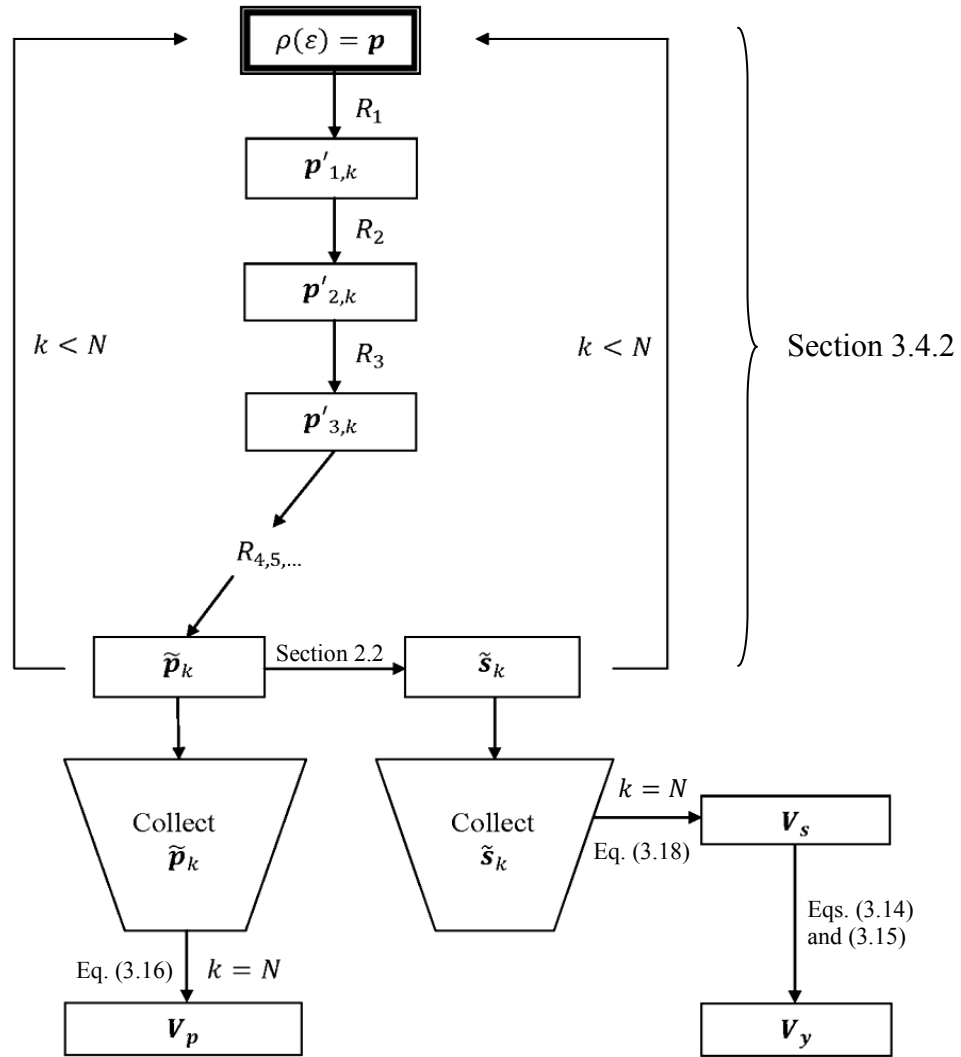 ρ(ε) = p
R₁
p′₁,ₖ
R₂
p′₂,ₖ
k < N
k < N
Section 3.4.2
R₃
p′₃,ₖ
R₄,₅,…
p̃ₖ
Section 2.2
s̃ₖ
Collect
p̃ₖ
Collect
s̃ₖ
k = N
Eq. (3.18)
Vₛ
Eqs. (3.14)
and (3.15)
Eq. (3.16)
k = N
Vₚ
V_y